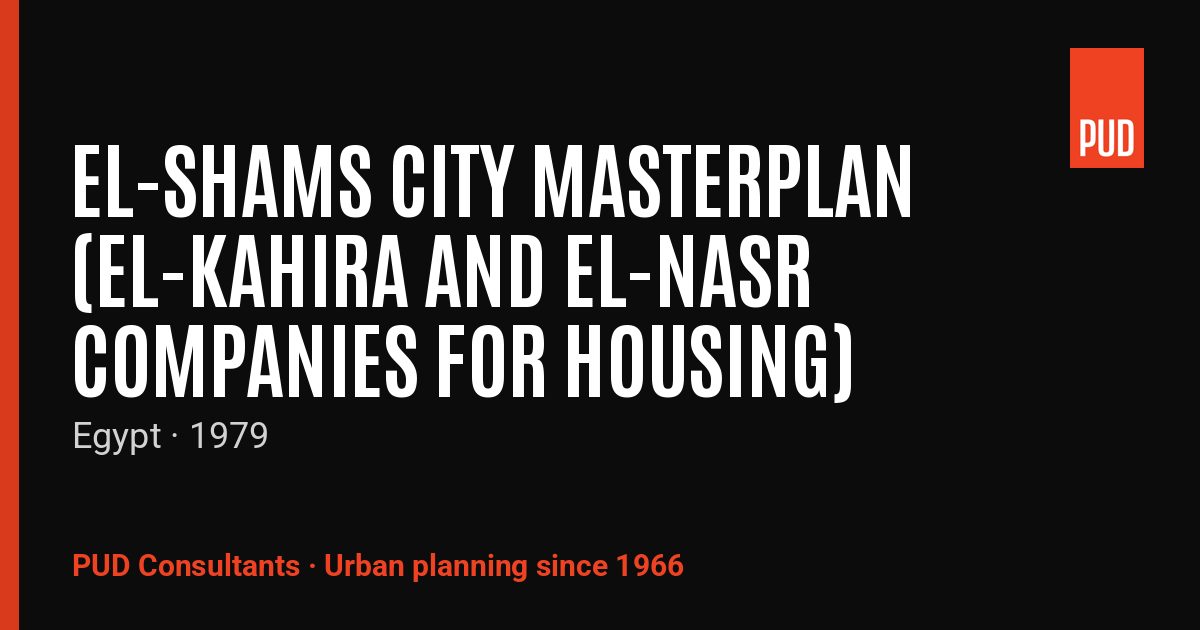 PUD
EL-SHAMS CITY MASTERPLAN
(EL-KAHIRA AND EL-NASR
COMPANIES FOR HOUSING)
Egypt · 1979
PUD Consultants · Urban planning since 1966